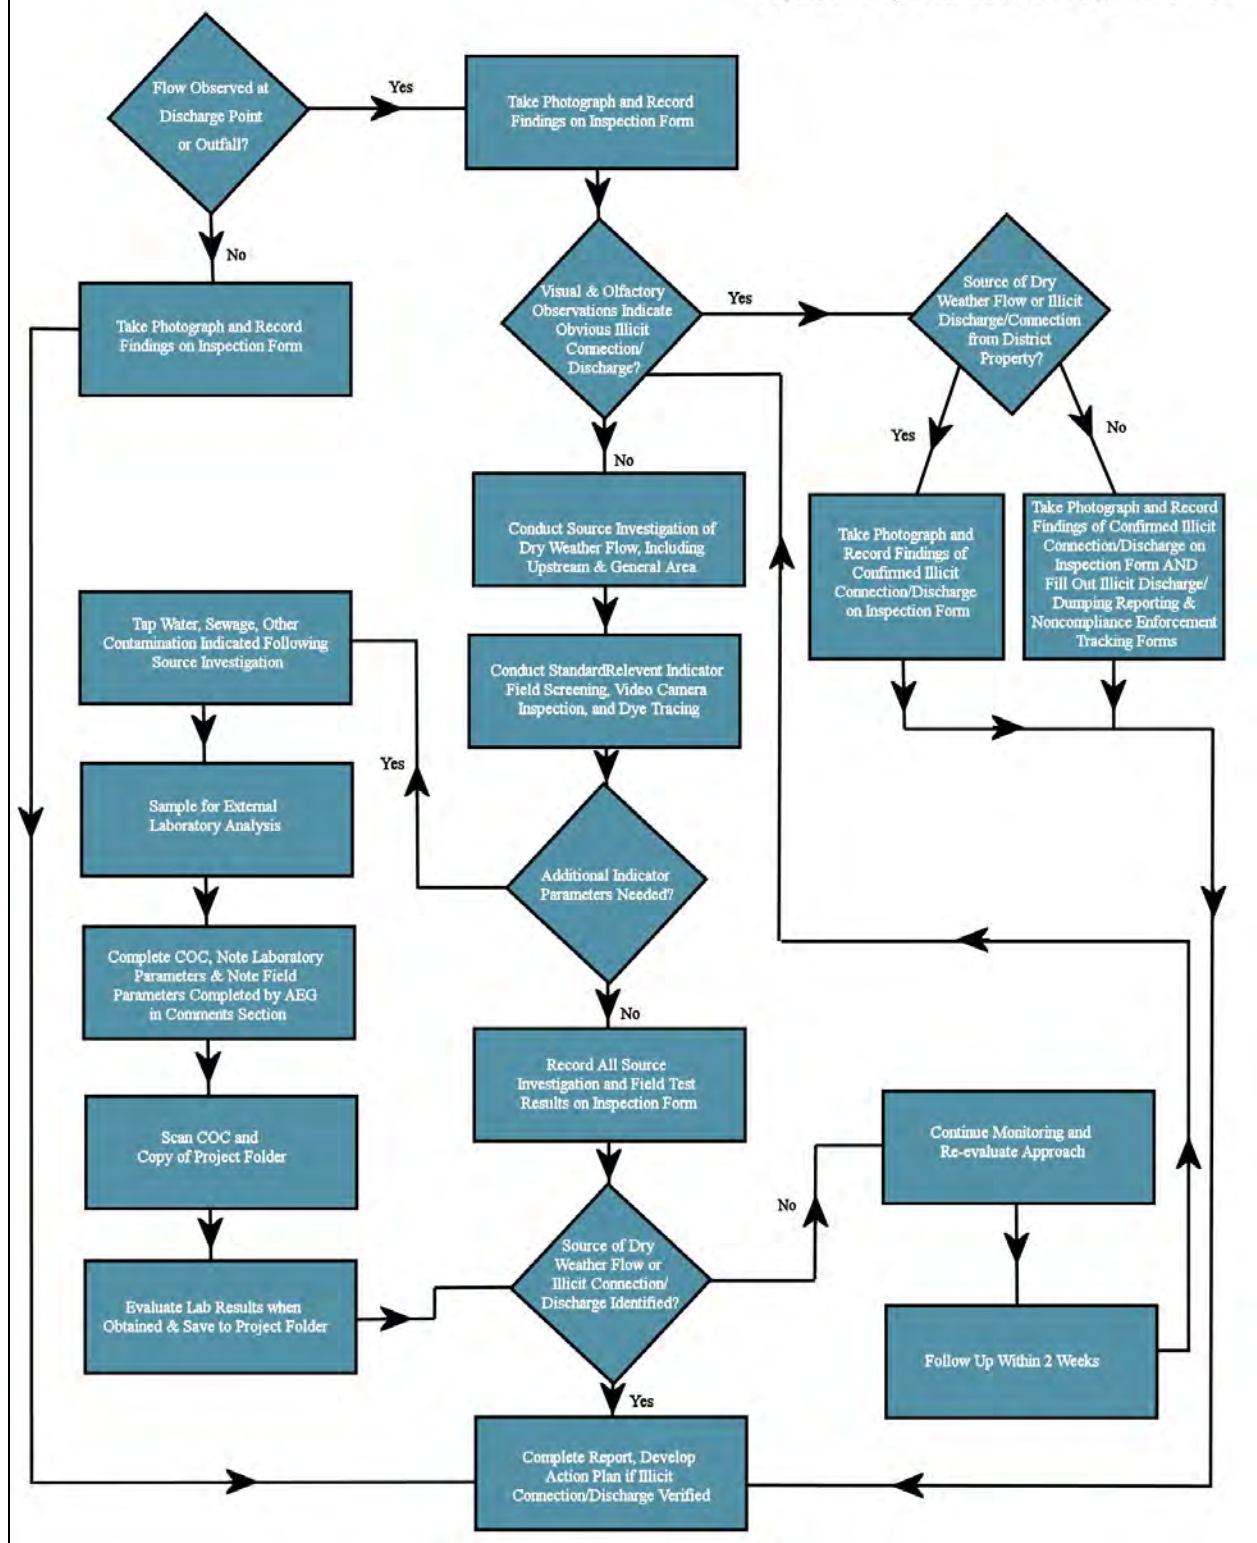 Flow Observed at
Discharge Point
or Outfall?
Yes
Take Photograph and Record
Findings on Inspection Form
No
Take Photograph and Record
Findings on Inspection Form
Visual & Olfactory
Observations Indicate
Obvious Illicit
Connection/
Discharge?
Yes
Source of Dry
Weather Flow or Illicit
Discharge/Connection
from District
Property?
Yes
No
Take Photograph and
Record Findings of
Confirmed Illicit
Connection/Discharge
on Inspection Form
Take Photograph and Record
Findings of Confirmed Illicit
Connection/Discharge on
Inspection Form AND
Fill Out Illicit Discharge/
Dumping Reporting &
Noncompliance Enforcement
Tracking Forms
No
Conduct Source Investigation of
Dry Weather Flow, Including
Upstream & General Area
Conduct StandardRelevent Indicator
Field Screening, Video Camera
Inspection, and Dye Tracing
Additional Indicator
Parameters Needed?
Yes
Tap Water, Sewage, Other
Contamination Indicated Following
Source Investigation
Sample for External
Laboratory Analysis
Complete COC, Note Laboratory
Parameters & Note Field
Parameters Completed by AEG
in Comments Section
Scan COC and
Copy of Project Folder
Evaluate Lab Results when
Obtained & Save to Project Folder
No
Record All Source
Investigation and Field Test
Results on Inspection Form
Source of Dry
Weather Flow or
Illicit Connection/
Discharge Identified?
No
Continue Monitoring and
Re-evaluate Approach
Follow Up Within 2 Weeks
Yes
Complete Report, Develop
Action Plan if Illicit
Connection/Discharge Verified